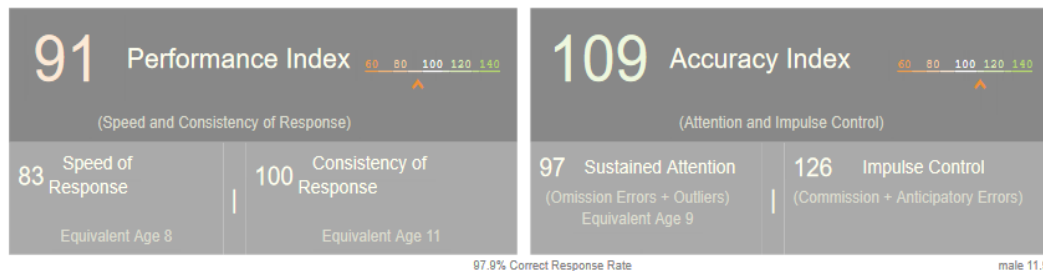 91 Performance Index 60 80 100 120 140
(Speed and Consistency of Response)
83 Speed of Response
Equivalent Age 8
100 Consistency of Response
Equivalent Age 11
109 Accuracy Index 60 80 100 120 140
(Attention and Impulse Control)
97 Sustained Attention
(Omission Errors + Outliers)
Equivalent Age 9
126 Impulse Control
(Commission + Anticipatory Errors)
97.9% Correct Response Rate
male 11.